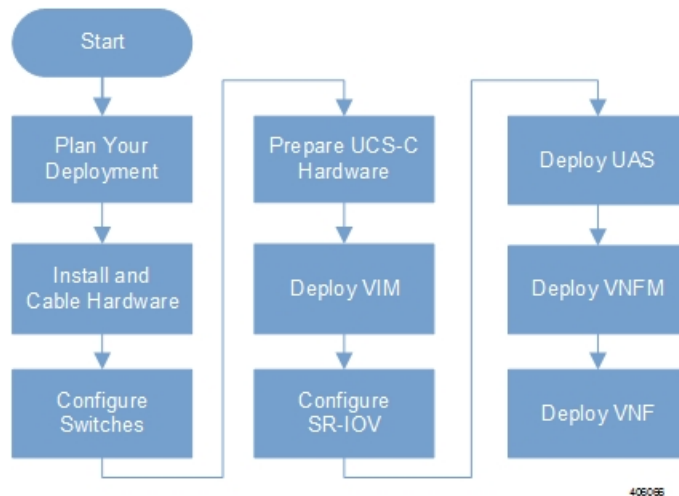 Start
Plan Your
Deployment
Install and
Cable Hardware
Configure
Switches
Prepare UCS-C
Hardware
Deploy VIM
Configure
SR-IOV
Deploy UAS
Deploy VNFM
Deploy VNF
406066